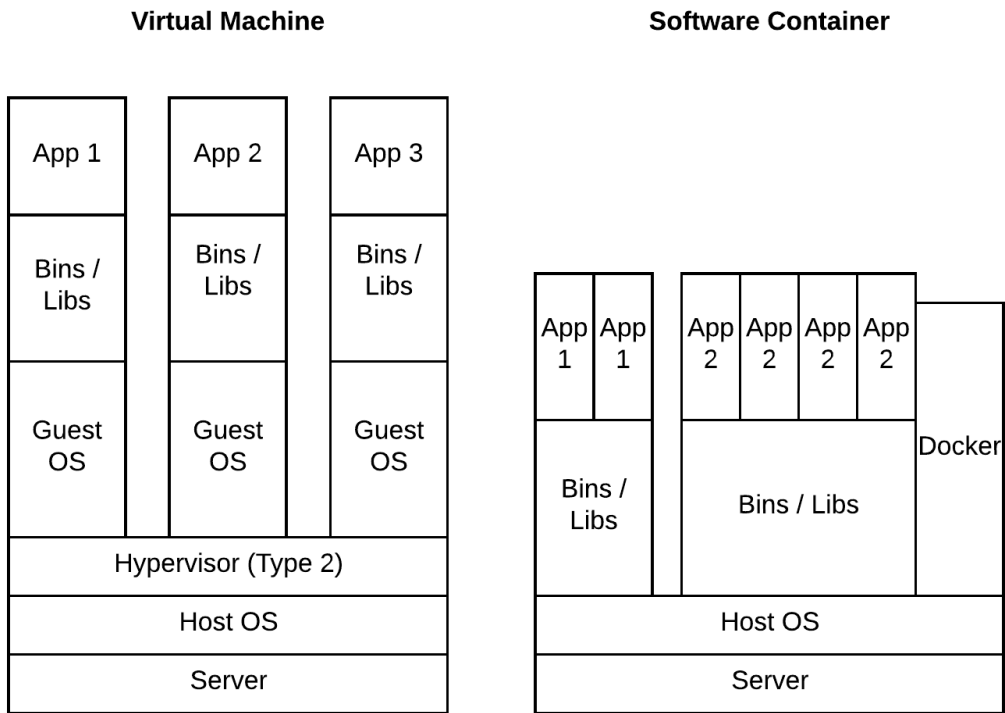 Virtual Machine
Software Container
App 1
App 2
App 3
Bins /
Libs
Bins /
Libs
Bins /
Libs
Guest
OS
Guest
OS
Guest
OS
Hypervisor (Type 2)
Host OS
Server
App
1
App
1
App
2
App
2
App
2
App
2
Docker
Bins /
Libs
Bins / Libs
Host OS
Server